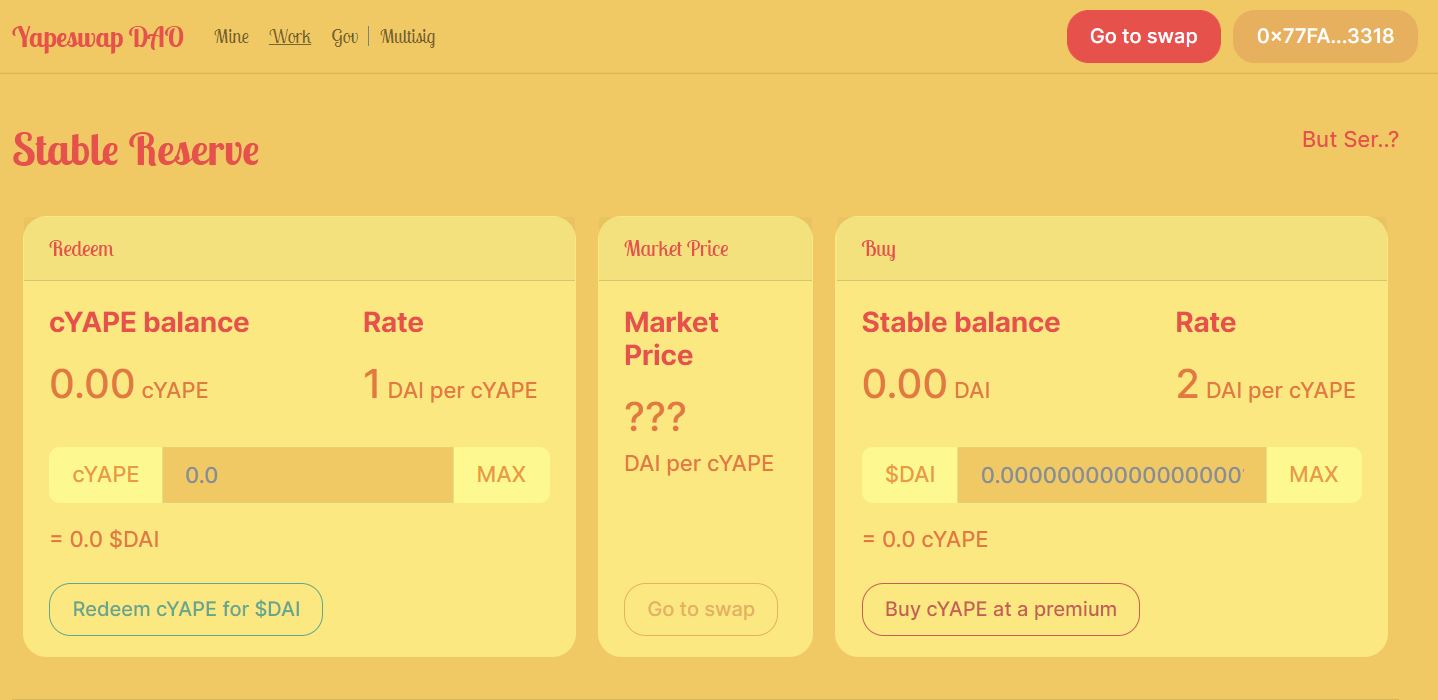 Yapeswap DAO Mine Work Gov | Multisig Go to swap 0×77FA...3318
Stable Reserve But Ser..?
Redeem
cYAPE balance Rate
0.00 cYAPE 1 DAI per cYAPE
cYAPE 0.0 MAX
= 0.0 $DAI
Redeem cYAPE for $DAI
Market Price
Market
Price
???
DAI per cYAPE
Go to swap
Buy
Stable balance Rate
0.00 DAI 2 DAI per cYAPE
$DAI 0.00000000000000000 MAX
= 0.0 cYAPE
Buy cYAPE at a premium